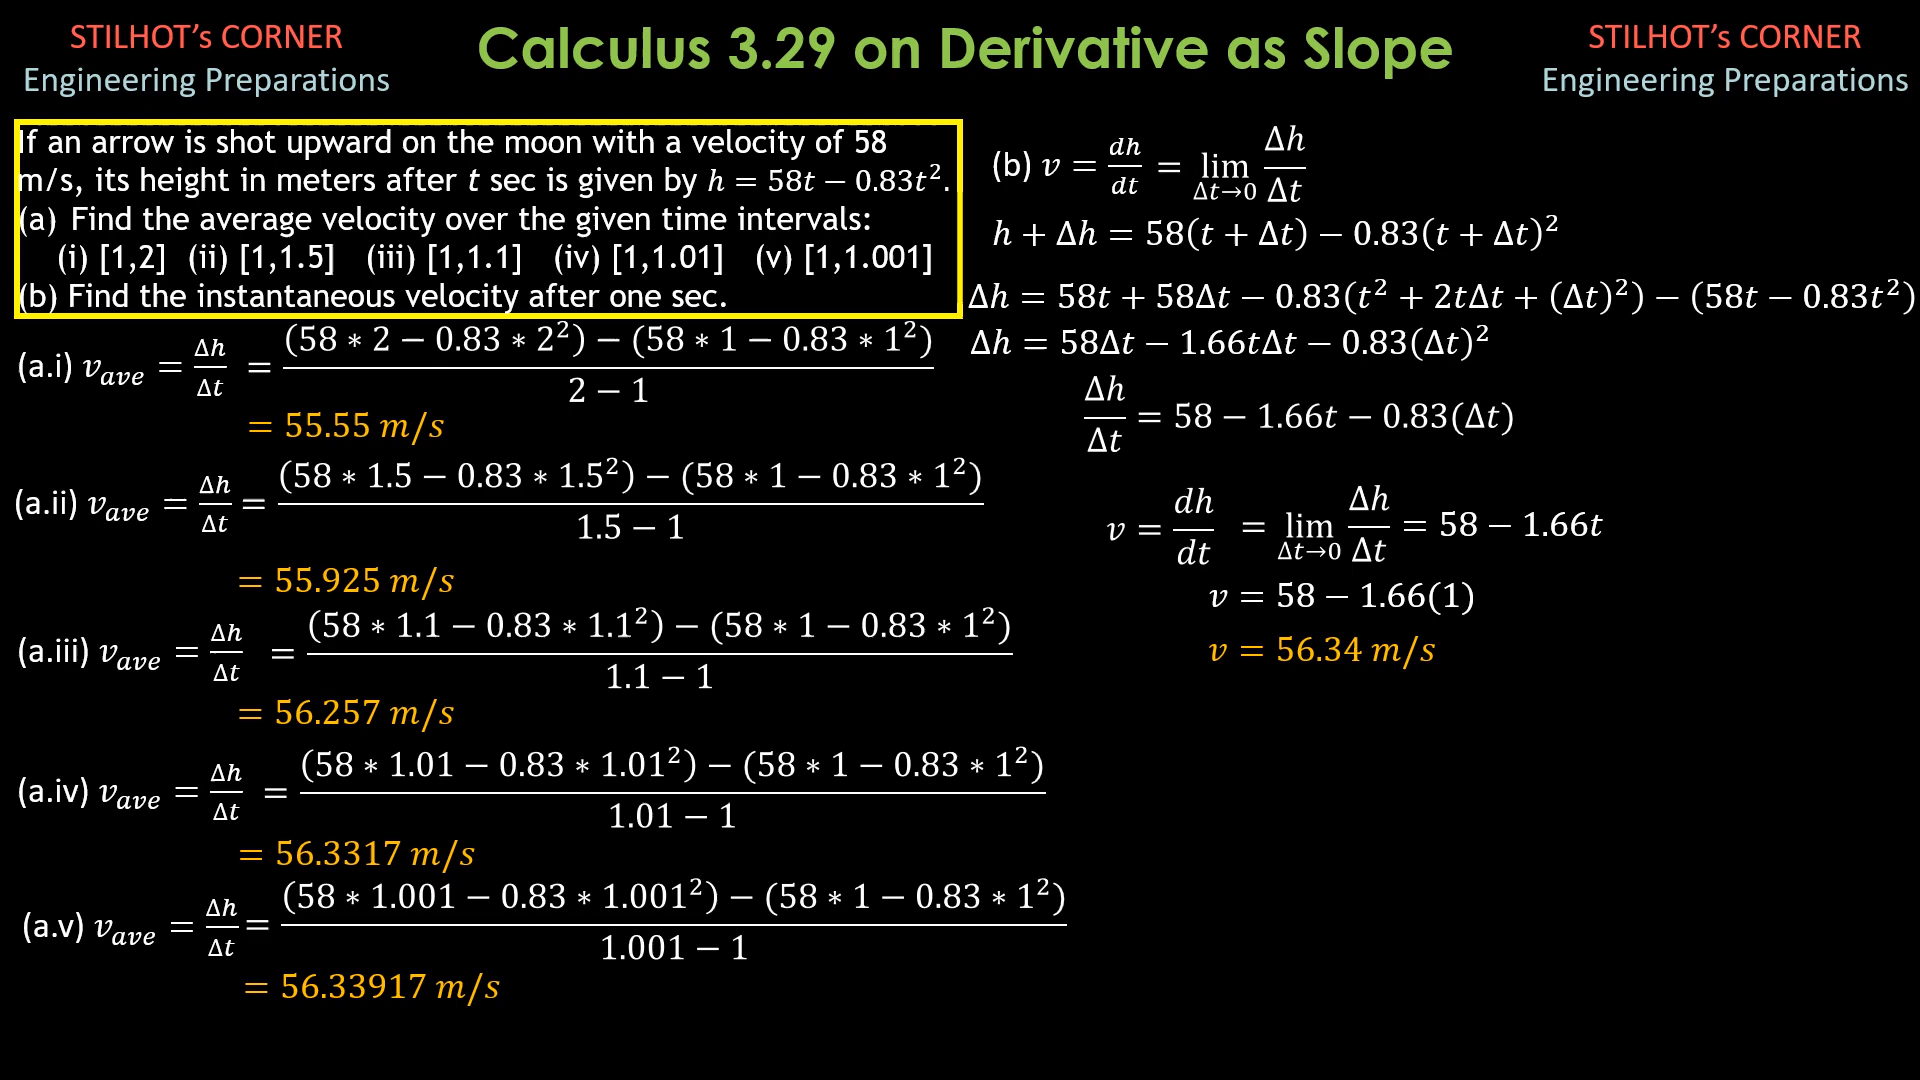 STILHOT’s CORNER
Engineering Preparations
Calculus 3.29 on Derivative as Slope
STILHOT’s CORNER
Engineering Preparations
If an arrow is shot upward on the moon with a velocity of 58
m/s, its height in meters after t sec is given by h = 58t − 0.83t².
(a) Find the average velocity over the given time intervals:
(i) [1,2] (ii) [1,1.5] (iii) [1,1.1] (iv) [1,1.01] (v) [1,1.001]
(b) Find the instantaneous velocity after one sec.
(a.i) v_ave = Δh/Δt = ((58 ∗ 2 − 0.83 ∗ 2²) − (58 ∗ 1 − 0.83 ∗ 1²))/(2 − 1)
= 55.55 m/s
(a.ii) v_ave = Δh/Δt = ((58 ∗ 1.5 − 0.83 ∗ 1.5²) − (58 ∗ 1 − 0.83 ∗ 1²))/(1.5 − 1)
= 55.925 m/s
(a.iii) v_ave = Δh/Δt = ((58 ∗ 1.1 − 0.83 ∗ 1.1²) − (58 ∗ 1 − 0.83 ∗ 1²))/(1.1 − 1)
= 56.257 m/s
(a.iv) v_ave = Δh/Δt = ((58 ∗ 1.01 − 0.83 ∗ 1.01²) − (58 ∗ 1 − 0.83 ∗ 1²))/(1.01 − 1)
= 56.3317 m/s
(a.v) v_ave = Δh/Δt = ((58 ∗ 1.001 − 0.83 ∗ 1.001²) − (58 ∗ 1 − 0.83 ∗ 1²))/(1.001 − 1)
= 56.33917 m/s
(b) v = dh/dt = lim Δt→0 Δh/Δt
h + Δh = 58(t + Δt) − 0.83(t + Δt)²
Δh = 58t + 58Δt − 0.83(t² + 2tΔt + (Δt)²) − (58t − 0.83t²)
Δh = 58Δt − 1.66tΔt − 0.83(Δt)²
Δh/Δt = 58 − 1.66t − 0.83(Δt)
v = dh/dt = lim Δt→0 Δh/Δt = 58 − 1.66t
v = 58 − 1.66(1)
v = 56.34 m/s